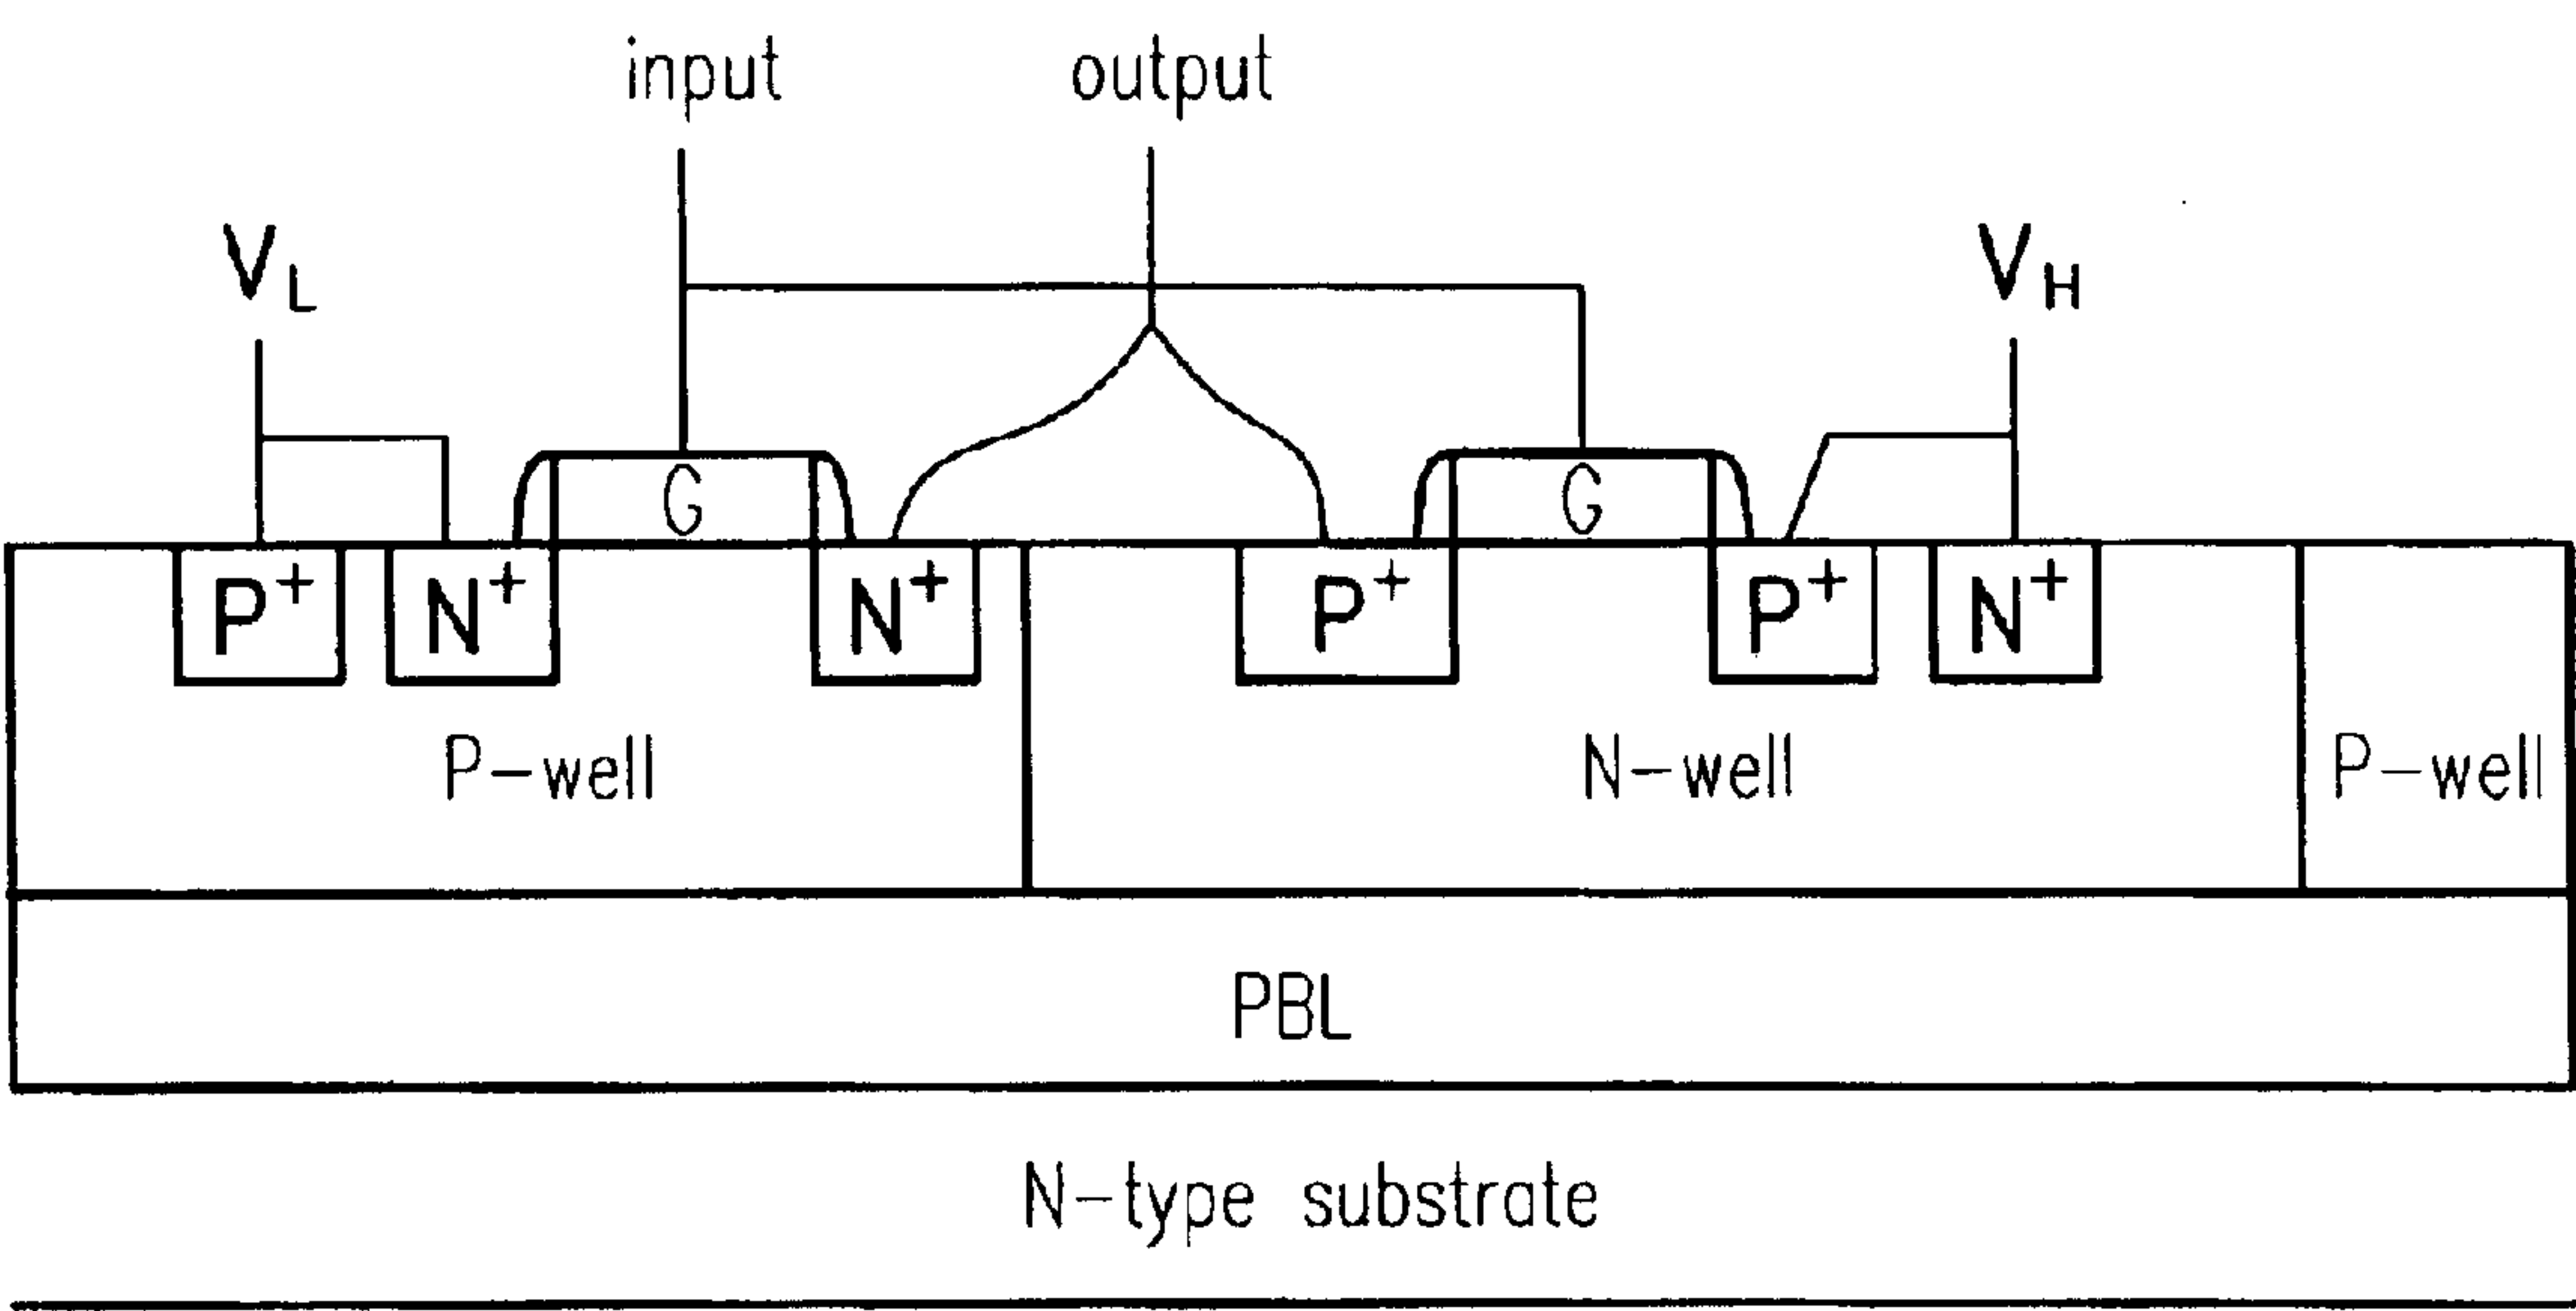 input output
V_L V_H
G G
P⁺ N⁺ N⁺ P⁺ P⁺ N⁺
P-well N-well P-well
PBL
N-type substrate